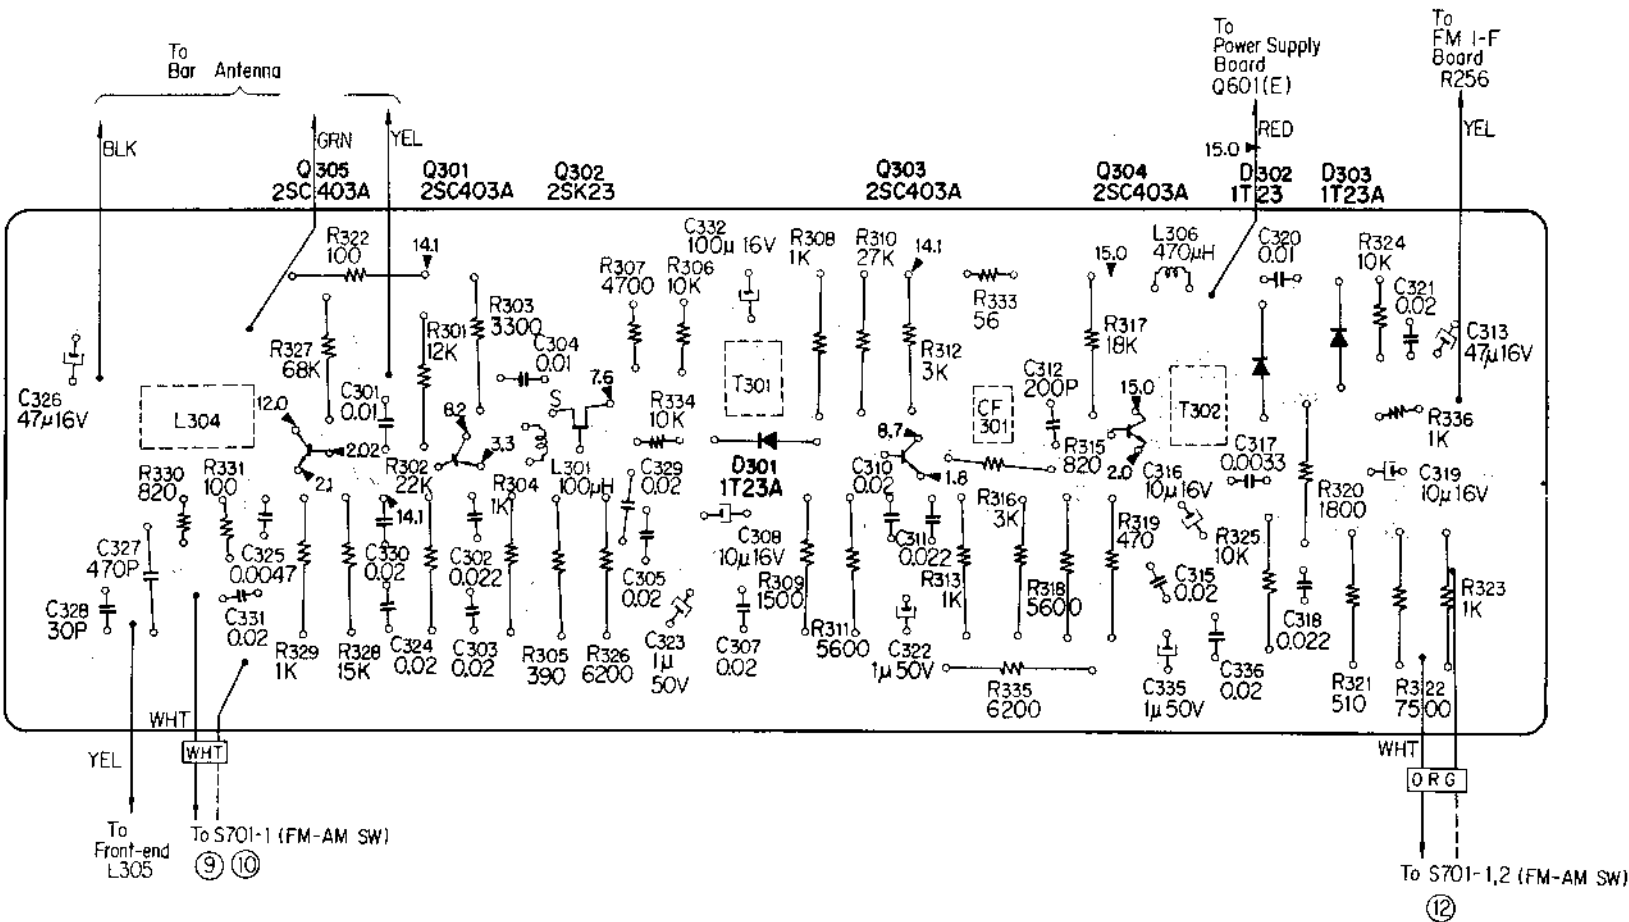 To
Bar Antenna
BLK
GRN
YEL
To
Power Supply
Board
Q601(E)
RED
15.0
To
FM I-F
Board
R256
YEL
Q305
2SC403A
Q301
2SC403A
Q302
2SK23
Q303
2SC403A
Q304
2SC403A
D302
1T23
D303
1T23A
R322
100
14.1
C332
100μ 16V
R308
1K
R310
27K
14.1
15.0
L306
470μH
C320
0.01
R324
10K
R307
4700
R306
10K
R303
3300
R333
56
C321
0.02
R301
12K
R327
68K
C304
0.01
R312
3K
R317
18K
C313
47μ16V
C326
47μ16V
L304
C301
0.01
12.0
2.02
2.1
8.2
3.3
S
7.6
T301
R334
10K
C312
200P
CF
301
15.0
T302
R336
1K
R330
820
R331
100
R302
22K
14.1
R304
1K
L301
100μH
C329
0.02
D301
1T23A
C310
0.02
8.7
1.8
R315
820
2.0
C316
10μ16V
C317
0.0033
C319
10μ16V
R316
3K
R319
470
R325
10K
R320
1800
C327
470P
C325
0.0047
C330
0.02
C302
0.022
C305
0.02
C308
10μ16V
R309
1500
C311
0.022
R313
1K
R318
5600
C315
0.02
C318
0.022
R323
1K
C328
30P
C331
0.02
R329
1K
R328
15K
C324
0.02
C303
0.02
R305
390
R326
6200
C323
1μ
50V
C307
0.02
R311
5600
C322
1μ50V
R335
6200
C335
1μ50V
C336
0.02
R321
510
R322
7500
WHT
WHT
YEL
To
Front-end
L305
To S701-1 (FM-AM SW)
⑨ ⑩
WHT
ORG
To S701-1,2 (FM-AM SW)
⑫